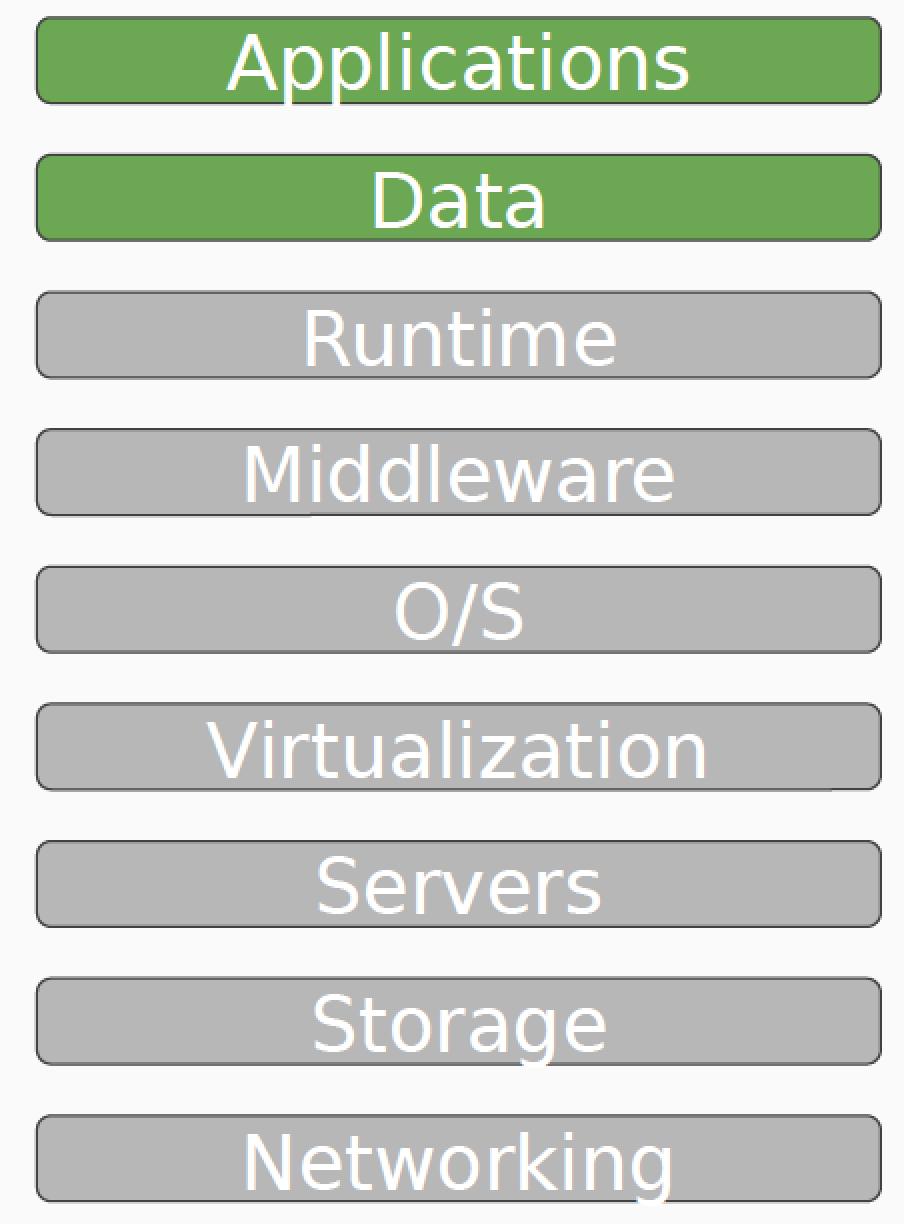 Applications
Data
Runtime
Middleware
O/S
Virtualization
Servers
Storage
Networking